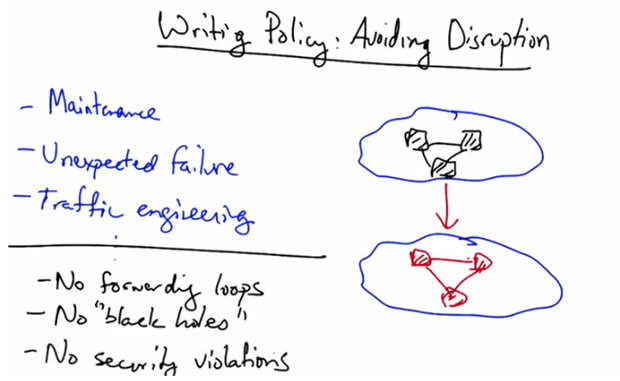 Writing Policy: Avoiding Disruption
- Maintenance
- Unexpected failure
- Traffic engineering
- No forwarding loops
- No "black holes"
- No security violations